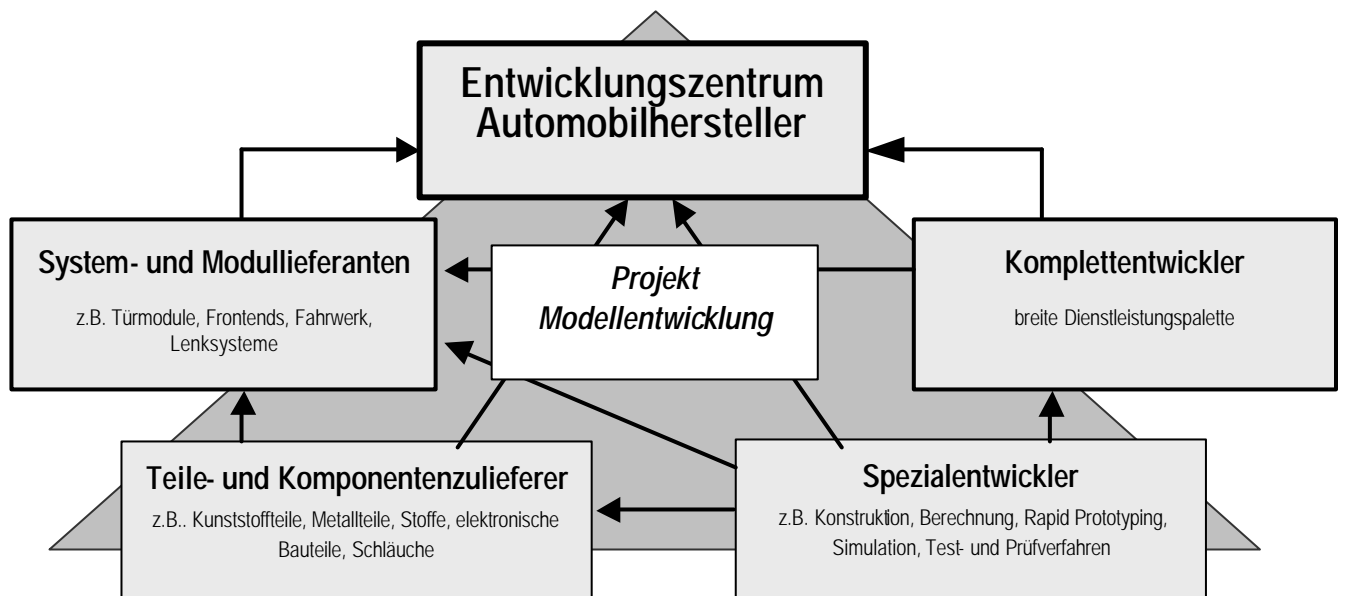 Entwicklungszentrum
Automobilhersteller
System- und Modullieferanten
z.B. Türmodule, Frontends, Fahrwerk,
Lenksysteme
Projekt
Modellentwicklung
Komplettentwickler
breite Dienstleistungspalette
Teile- und Komponentenzulieferer
z.B.. Kunststoffteile, Metallteile, Stoffe, elektronische
Bauteile, Schläuche
Spezialentwickler
z.B. Konstruktion, Berechnung, Rapid Prototyping,
Simulation, Test- und Prüfverfahren